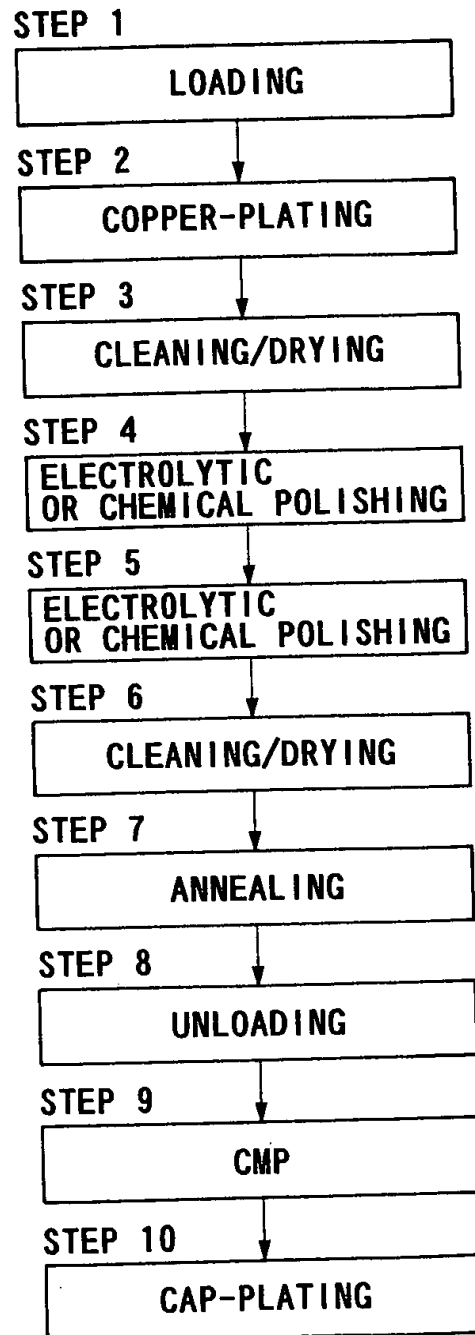 STEP 1
LOADING
STEP 2
COPPER-PLATING
STEP 3
CLEANING/DRYING
STEP 4
ELECTROLYTIC
OR CHEMICAL POLISHING
STEP 5
ELECTROLYTIC
OR CHEMICAL POLISHING
STEP 6
CLEANING/DRYING
STEP 7
ANNEALING
STEP 8
UNLOADING
STEP 9
CMP
STEP 10
CAP-PLATING